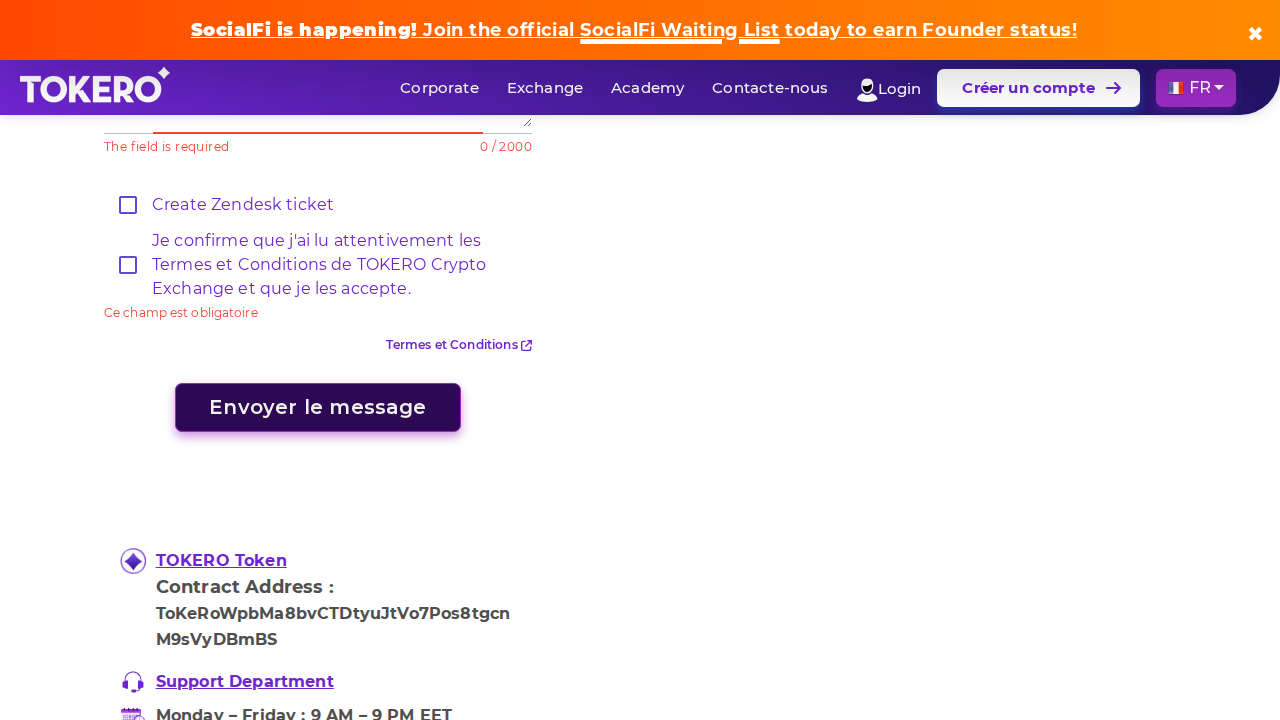 SocialFi is happening! Join the official SocialFi Waiting List today to earn Founder status!
✖
TOKERO
Corporate
Exchange
Academy
Contacte-nous
Login
Créer un compte
FR
The field is required
0 / 2000
Create Zendesk ticket
Je confirme que j'ai lu attentivement les
Termes et Conditions de TOKERO Crypto
Exchange et que je les accepte.
Ce champ est obligatoire
Termes et Conditions
Envoyer le message
TOKERO Token
Contract Address :
ToKeRoWpbMa8bvCTDtyuJtVo7Pos8tgcn
M9sVyDBmBS
Support Department
Monday – Friday : 9 AM – 9 PM EET